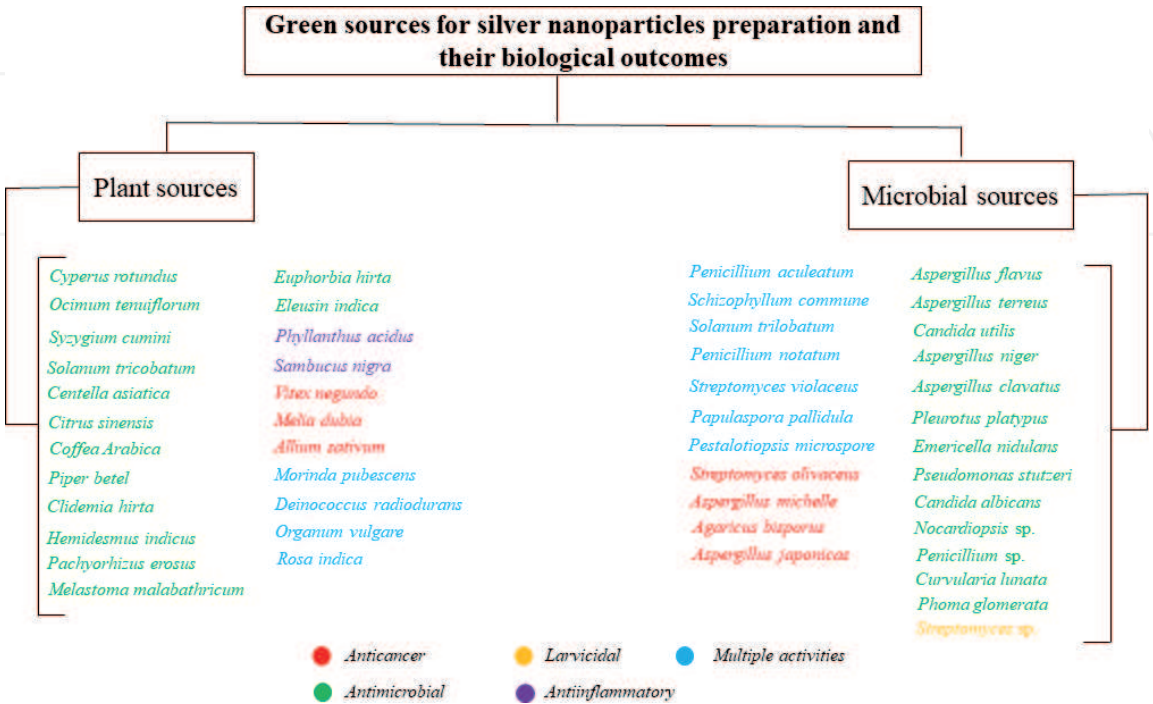 Green sources for silver nanoparticles preparation and
their biological outcomes
Plant sources
Microbial sources
Cyperus rotundus
Ocimum tenuiflorum
Syzygium cumini
Solanum tricobatum
Centella asiatica
Citrus sinensis
Coffea Arabica
Piper betel
Clidemia hirta
Hemidesmus indicus
Pachyorhizus erosus
Melastoma malabathricum
Euphorbia hirta
Eleusin indica
Phyllanthus acidus
Sambucus nigra
Vitex negundo
Melia dubia
Allium sativum
Morinda pubescens
Deinococcus radiodurans
Organum vulgare
Rosa indica
Penicillium aculeatum
Schizophyllum commune
Solanum trilobatum
Penicillium notatum
Streptomyces violaceus
Papulaspora pallidula
Pestalotiopsis microspore
Streptomyces olivaceus
Aspergillus michelle
Agaricus bisporus
Aspergillus japonicas
Aspergillus flavus
Aspergillus terreus
Candida utilis
Aspergillus niger
Aspergillus clavatus
Pleurotus platypus
Emericella nidulans
Pseudomonas stutzeri
Candida albicans
Nocardiopsis sp.
Penicillium sp.
Curvularia lunata
Phoma glomerata
Streptomyces sp.
Anticancer
Larvicidal
Multiple activities
Antimicrobial
Antiinflammatory